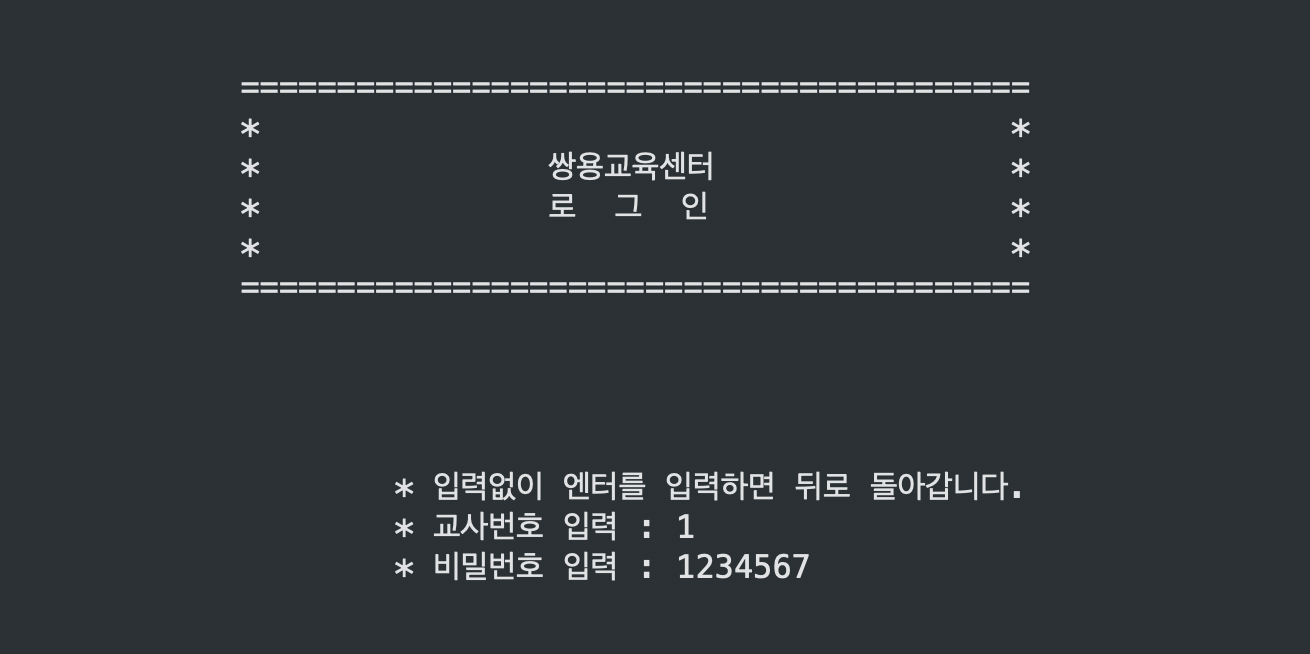 =========================================
*                                       *
*               쌍용교육센터               *
*               로  그  인               *
*                                       *
=========================================
* 입력없이 엔터를 입력하면 뒤로 돌아갑니다.
* 교사번호 입력 : 1
* 비밀번호 입력 : 1234567